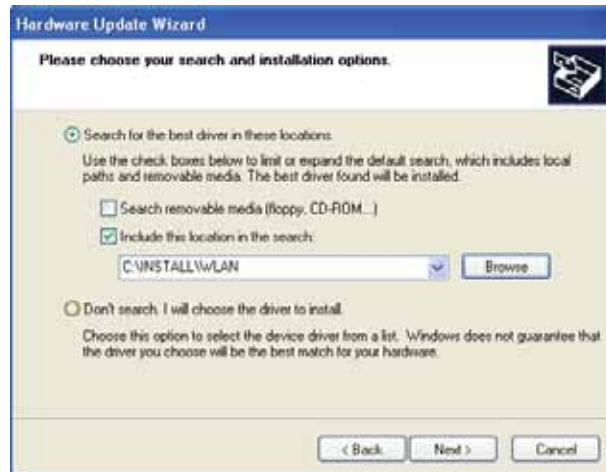 Hardware Update Wizard
Please choose your search and installation options.
Search for the best driver in these locations.
Use the check boxes below to limit or expand the default search, which includes local
paths and removable media. The best driver found will be installed.
Search removable media (floppy, CD-ROM...)
Include this location in the search:
C:\INSTALL\WLAN
Browse
Don't search. I will choose the driver to install.
Choose this option to select the device driver from a list. Windows does not guarantee that
the driver you choose will be the best match for your hardware.
< Back
Next >
Cancel